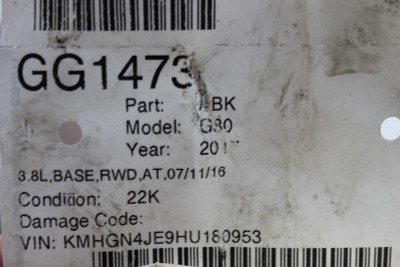 GG1473
Part: ABK
Model: G80
Year: 2017
3.8L,BASE,RWD,AT,07/11/16
Condition: 22K
Damage Code:
VIN: KMHGN4JE9HU180953